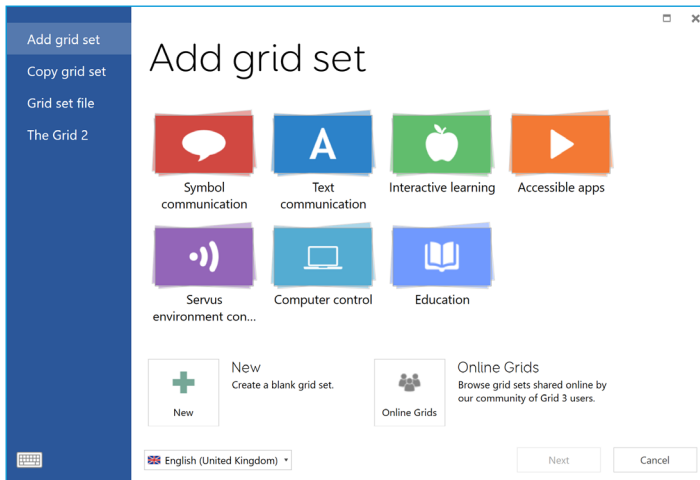 Add grid set
Copy grid set
Grid set file
The Grid 2
Add grid set
Symbol
communication
A
Text
communication
Interactive learning
Accessible apps
Servus
environment con...
Computer control
Education
New
New
Create a blank grid set.
Online Grids
Online Grids
Browse grid sets shared online by
our community of Grid 3 users.
English (United Kingdom)
Next
Cancel